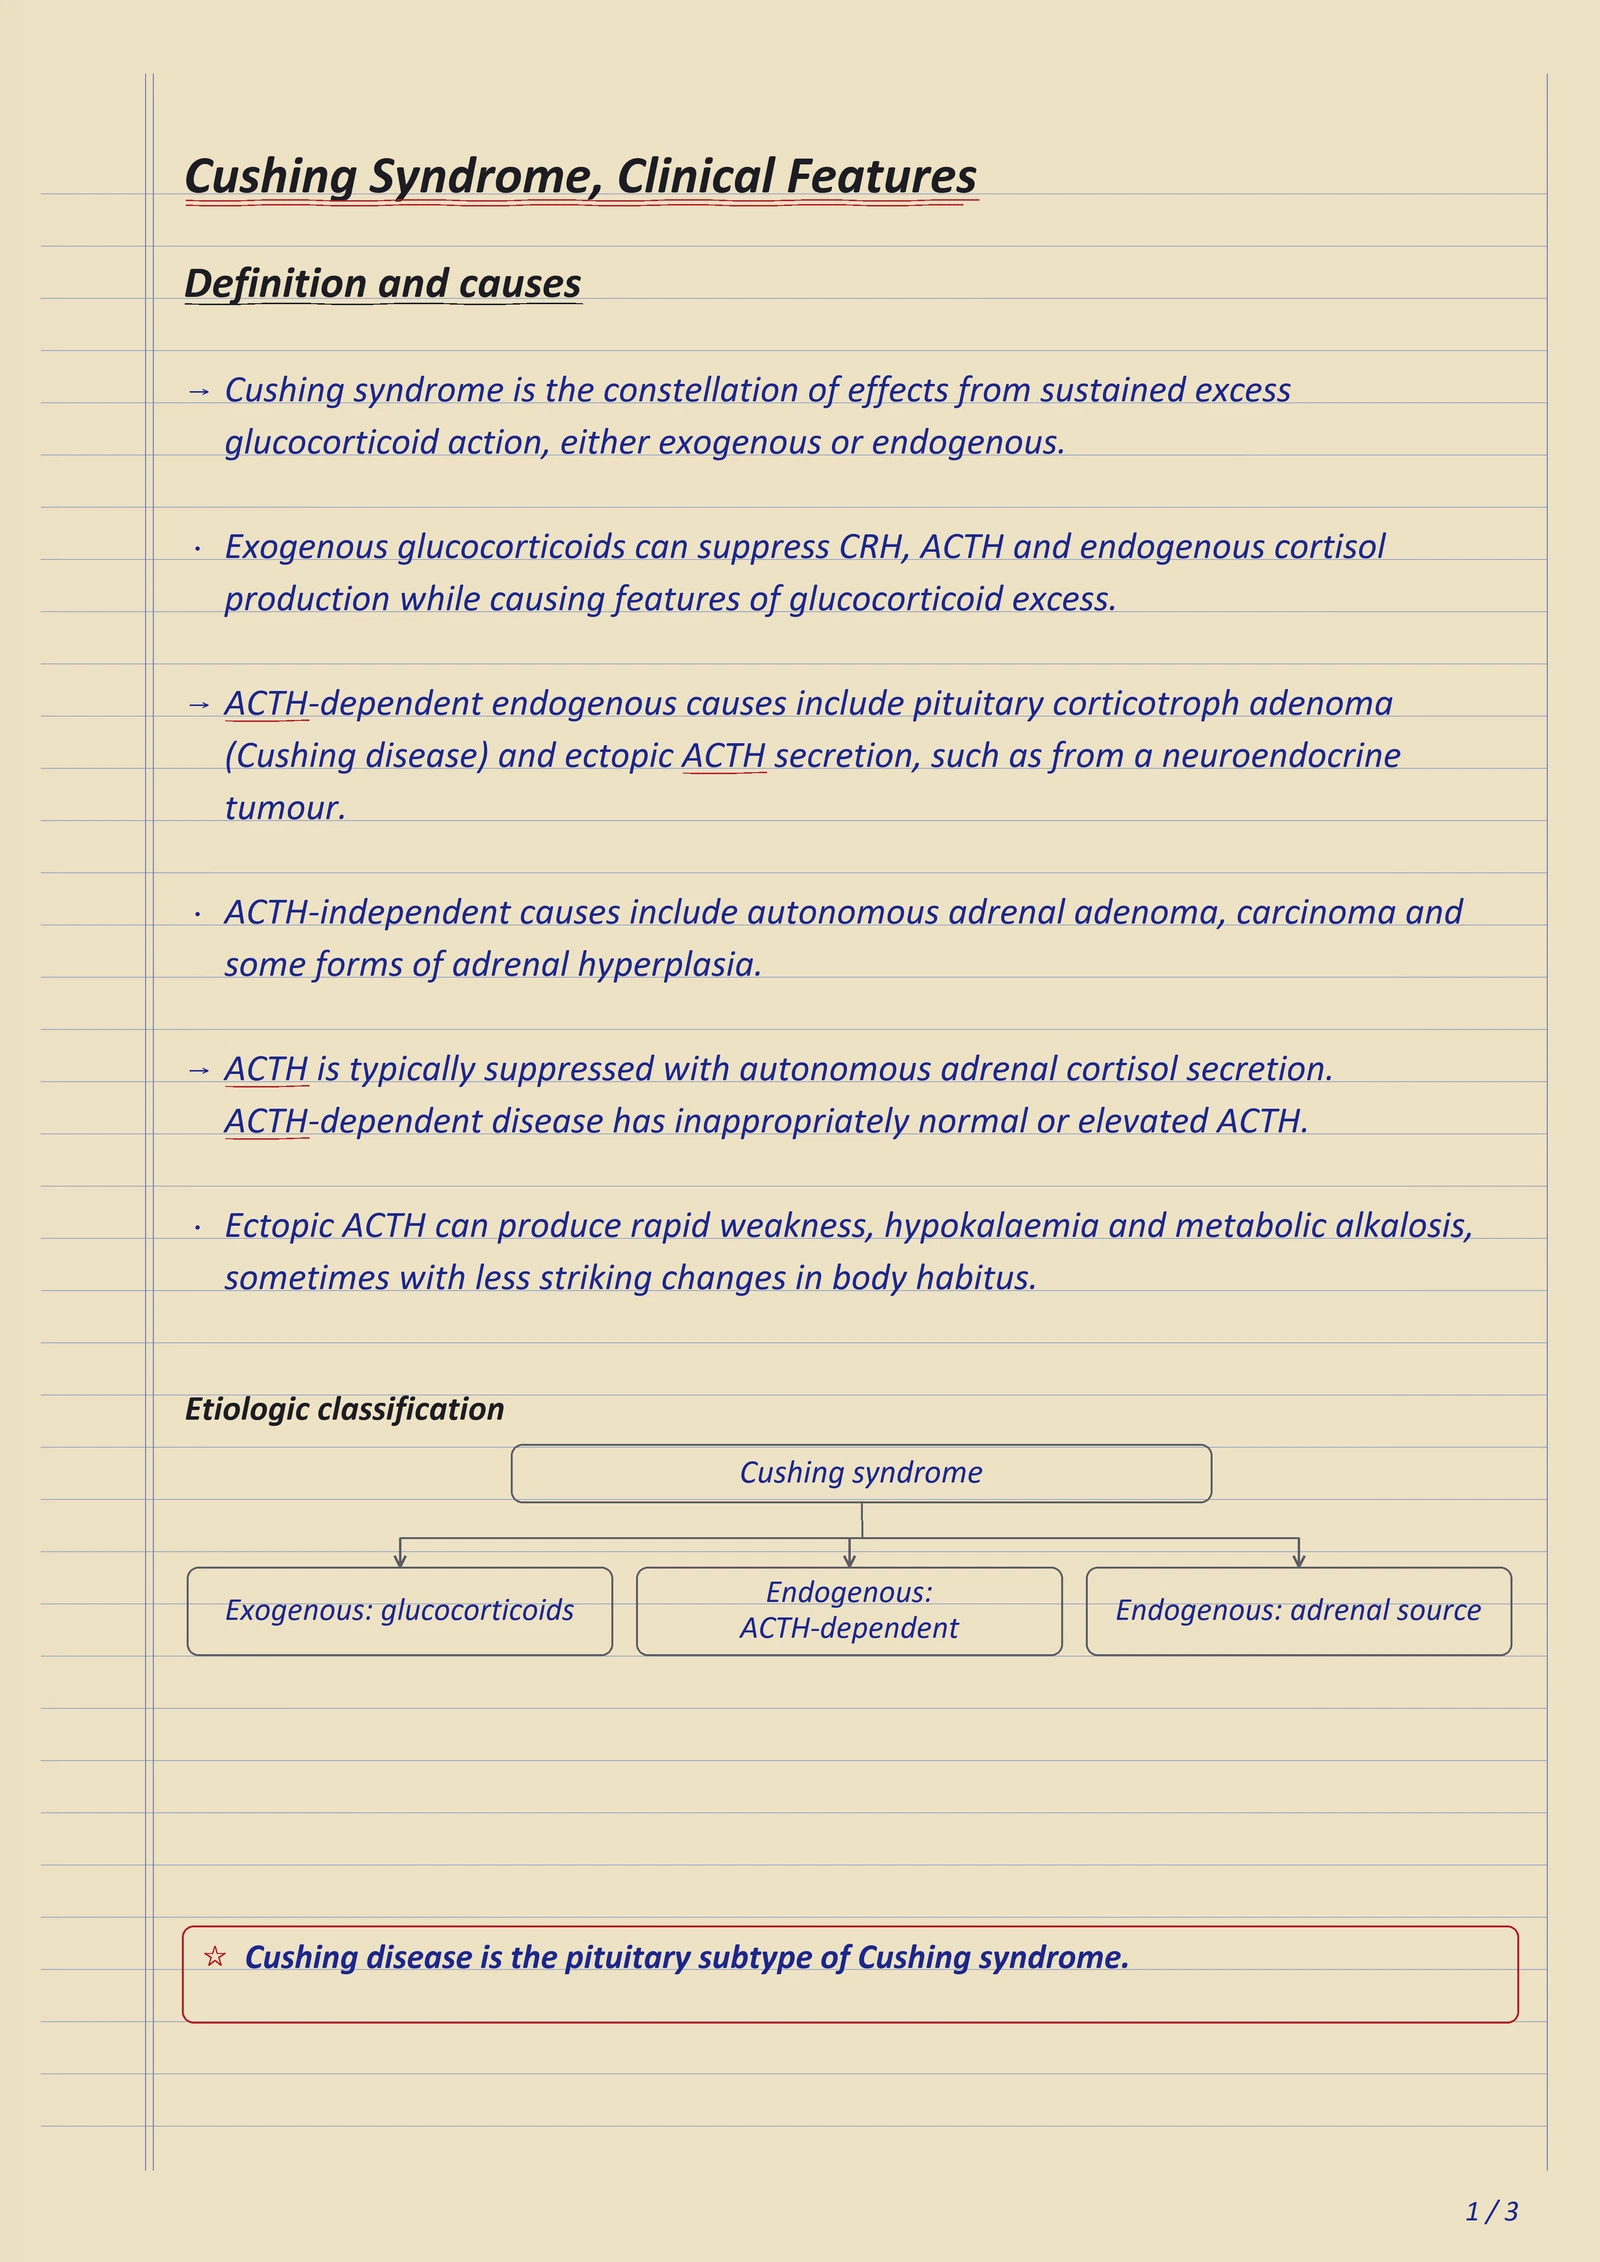 Cushing Syndrome, Clinical Features
Definition and causes
→ Cushing syndrome is the constellation of effects from sustained excess
glucocorticoid action, either exogenous or endogenous.
· Exogenous glucocorticoids can suppress CRH, ACTH and endogenous cortisol
production while causing features of glucocorticoid excess.
→ ACTH-dependent endogenous causes include pituitary corticotroph adenoma
(Cushing disease) and ectopic ACTH secretion, such as from a neuroendocrine
tumour.
· ACTH-independent causes include autonomous adrenal adenoma, carcinoma and
some forms of adrenal hyperplasia.
→ ACTH is typically suppressed with autonomous adrenal cortisol secretion.
ACTH-dependent disease has inappropriately normal or elevated ACTH.
· Ectopic ACTH can produce rapid weakness, hypokalaemia and metabolic alkalosis,
sometimes with less striking changes in body habitus.
Etiologic classification
Cushing syndrome
Exogenous: glucocorticoids
Endogenous:
ACTH-dependent
Endogenous: adrenal source
☆ Cushing disease is the pituitary subtype of Cushing syndrome.
1 / 3